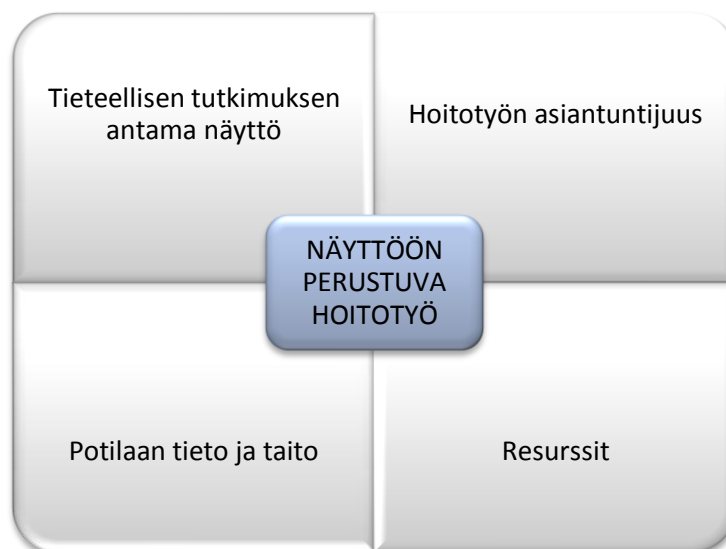 Tieteellisen tutkimuksen
antama näyttö
Hoitotyön asiantuntijuus
NÄYTTÖÖN
PERUSTUVA
HOITOTYÖ
Potilaan tieto ja taito
Resurssit